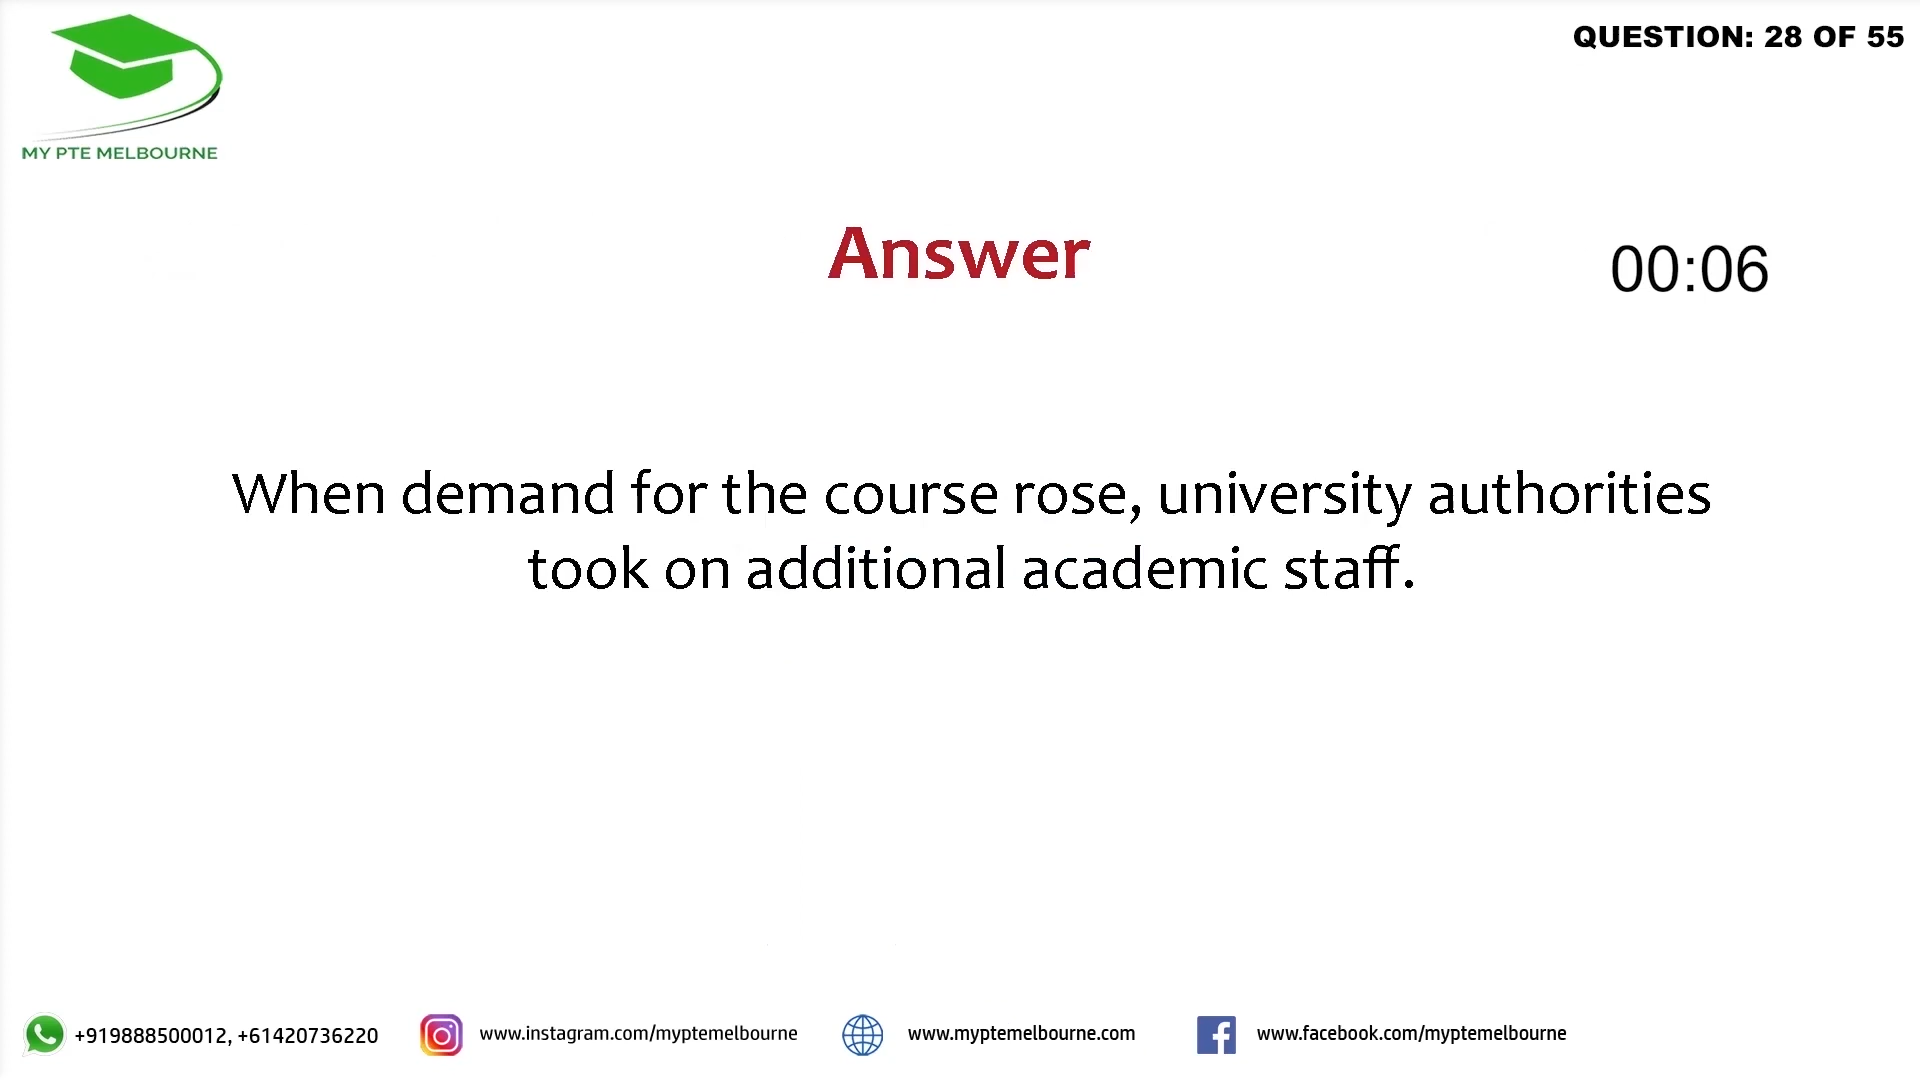 QUESTION: 28 OF 55
MY PTE MELBOURNE
Answer
00:06
When demand for the course rose, university authorities
took on additional academic staff.
+919888500012, +61420736220
www.instagram.com/myptemelbourne
www.myptemelbourne.com
www.facebook.com/myptemelbourne